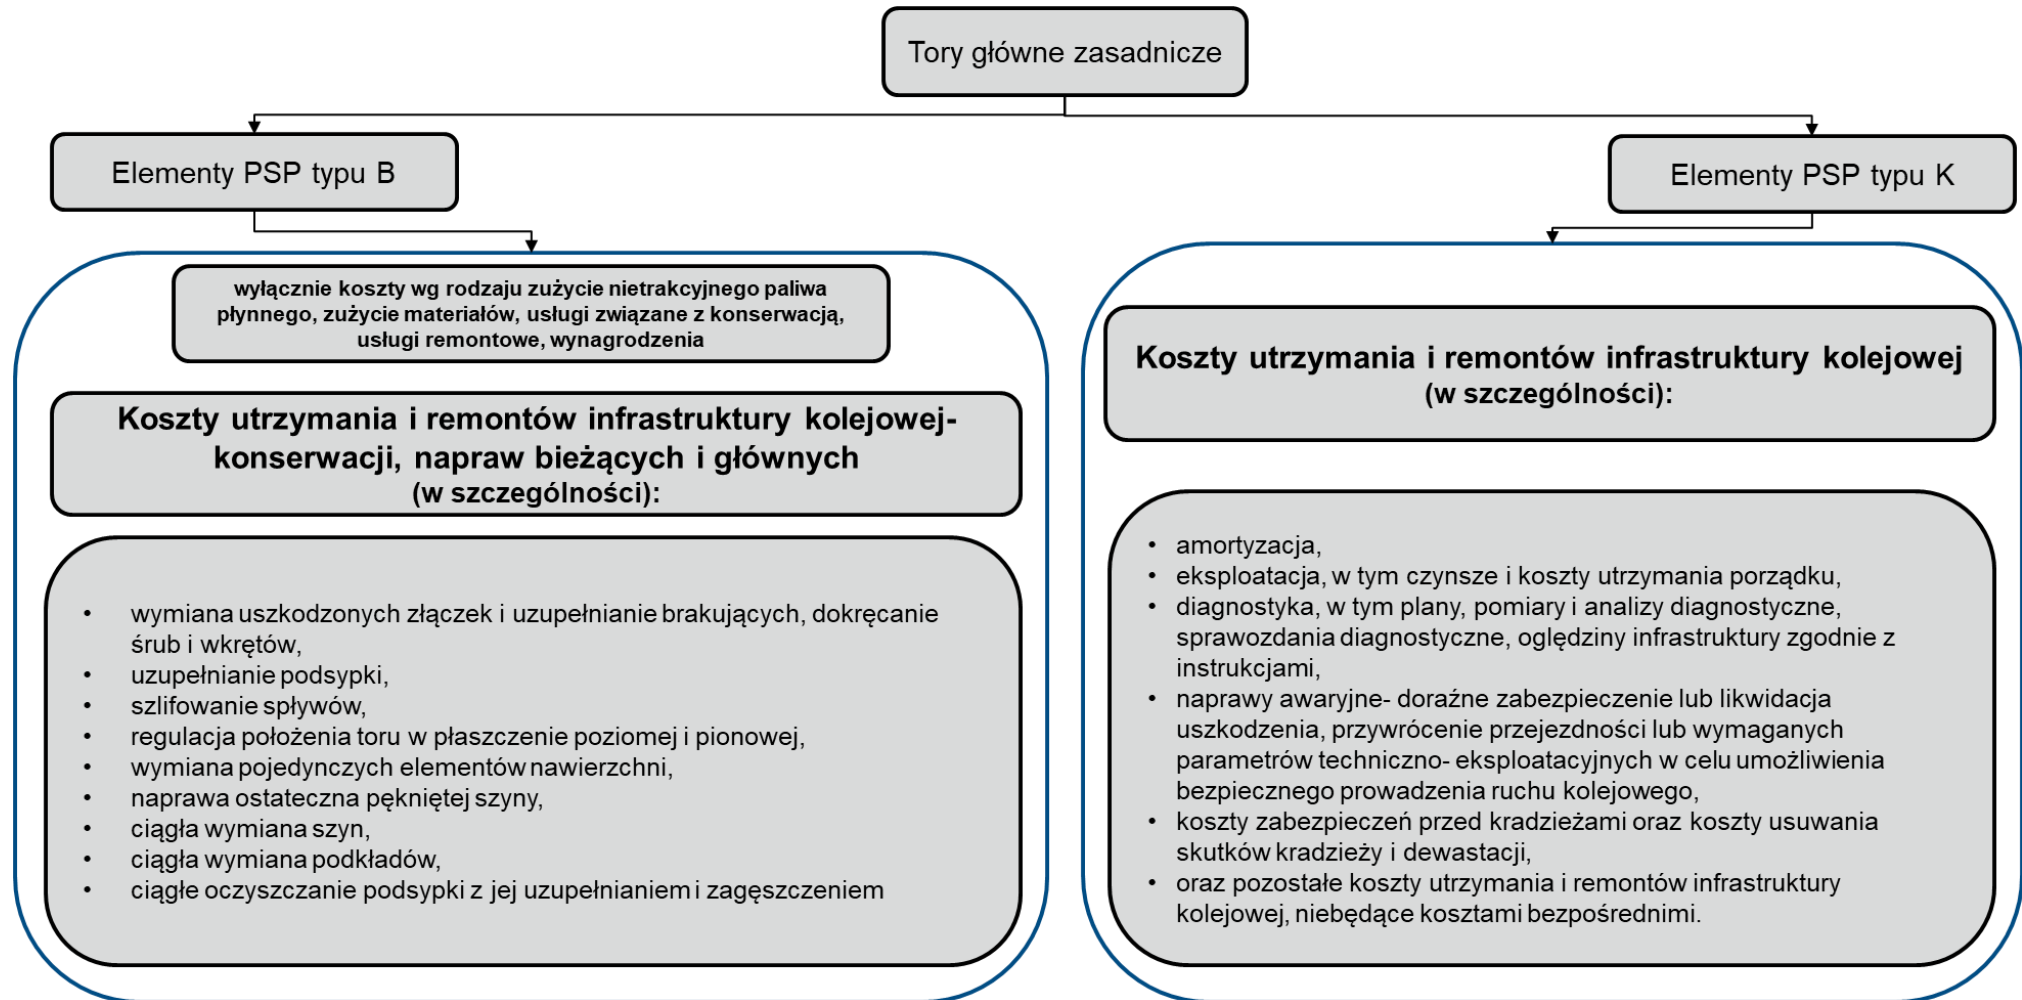 Tory główne zasadnicze
Elementy PSP typu B
Elementy PSP typu K
wyłącznie koszty wg rodzaju zużycie nietrakcyjnego paliwa
płynnego, zużycie materiałów, usługi związane z konserwacją,
usługi remontowe, wynagrodzenia
Koszty utrzymania i remontów infrastruktury kolejowej-
konserwacji, napraw bieżących i głównych
(w szczególności):
• wymiana uszkodzonych złączek i uzupełnianie brakujących, dokręcanie
śrub i wkrętów,
• uzupełnianie podsypki,
• szlifowanie spływów,
• regulacja położenia toru w płaszczenie poziomej i pionowej,
• wymiana pojedynczych elementów nawierzchni,
• naprawa ostateczna pękniętej szyny,
• ciągła wymiana szyn,
• ciągła wymiana podkładów,
• ciągłe oczyszczanie podsypki z jej uzupełnianiem i zagęszczeniem
Koszty utrzymania i remontów infrastruktury kolejowej
(w szczególności):
• amortyzacja,
• eksploatacja, w tym czynsze i koszty utrzymania porządku,
• diagnostyka, w tym plany, pomiary i analizy diagnostyczne,
sprawozdania diagnostyczne, oględziny infrastruktury zgodnie z
instrukcjami,
• naprawy awaryjne- doraźne zabezpieczenie lub likwidacja
uszkodzenia, przywrócenie przejezdności lub wymaganych
parametrów techniczno- eksploatacyjnych w celu umożliwienia
bezpiecznego prowadzenia ruchu kolejowego,
• koszty zabezpieczeń przed kradzieżami oraz koszty usuwania
skutków kradzieży i dewastacji,
• oraz pozostałe koszty utrzymania i remontów infrastruktury
kolejowej, niebędące kosztami bezpośrednimi.